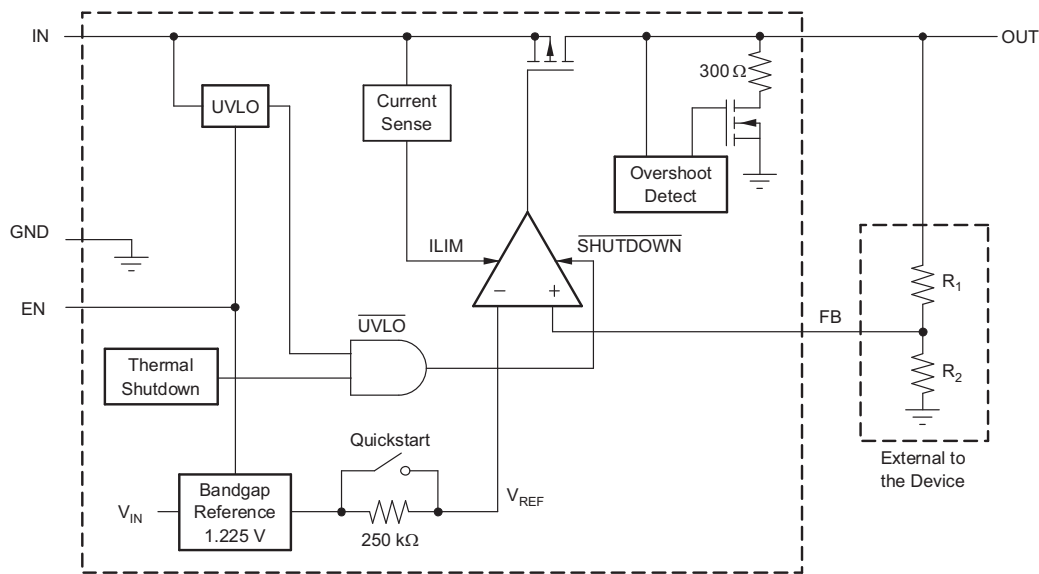 IN
OUT
300 Ω
UVLO
Current
Sense
Overshoot
Detect
GND
ILIM
SHUTDOWN
− +
EN
FB
R1
UVLO
Thermal
Shutdown
R2
Quickstart
External to
the Device
VIN
Bandgap
Reference
1.225 V
VREF
250 kΩ